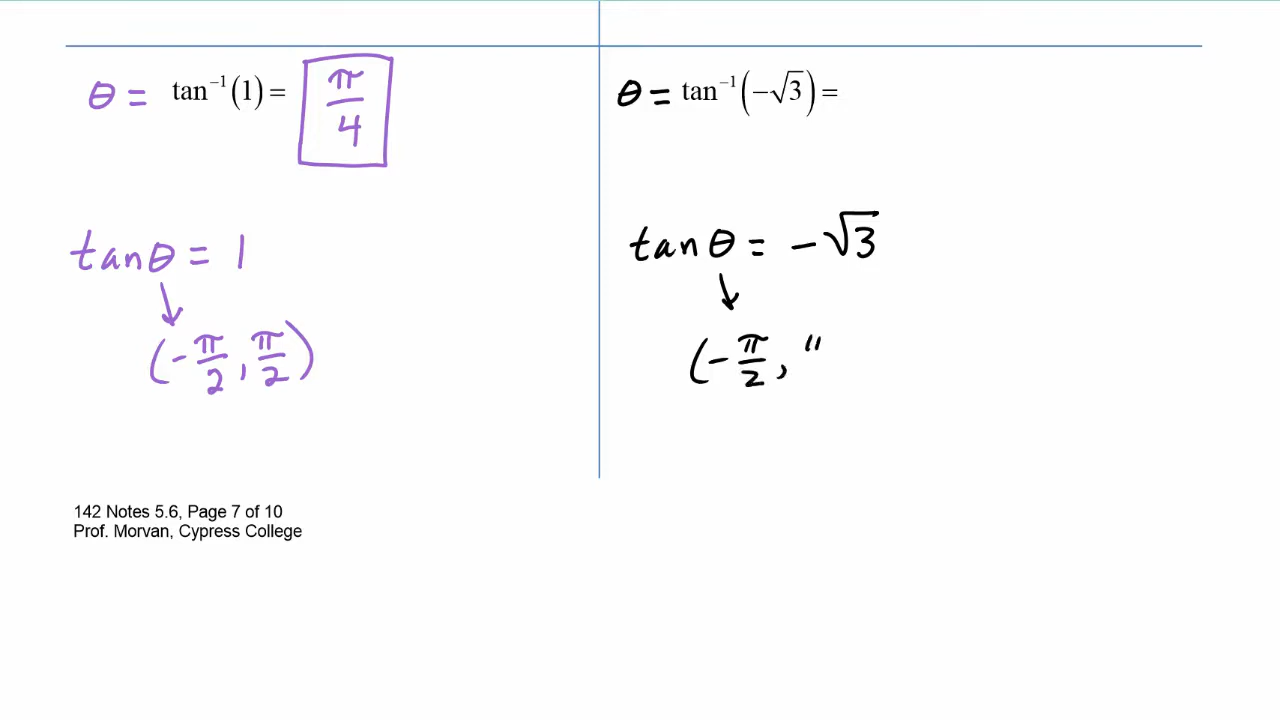 θ = tan⁻¹(1) = π/4
tan θ = 1
(-π/2, π/2)
θ = tan⁻¹(-√3) =
tan θ = -√3
(-π/2,
142 Notes 5.6, Page 7 of 10
Prof. Morvan, Cypress College